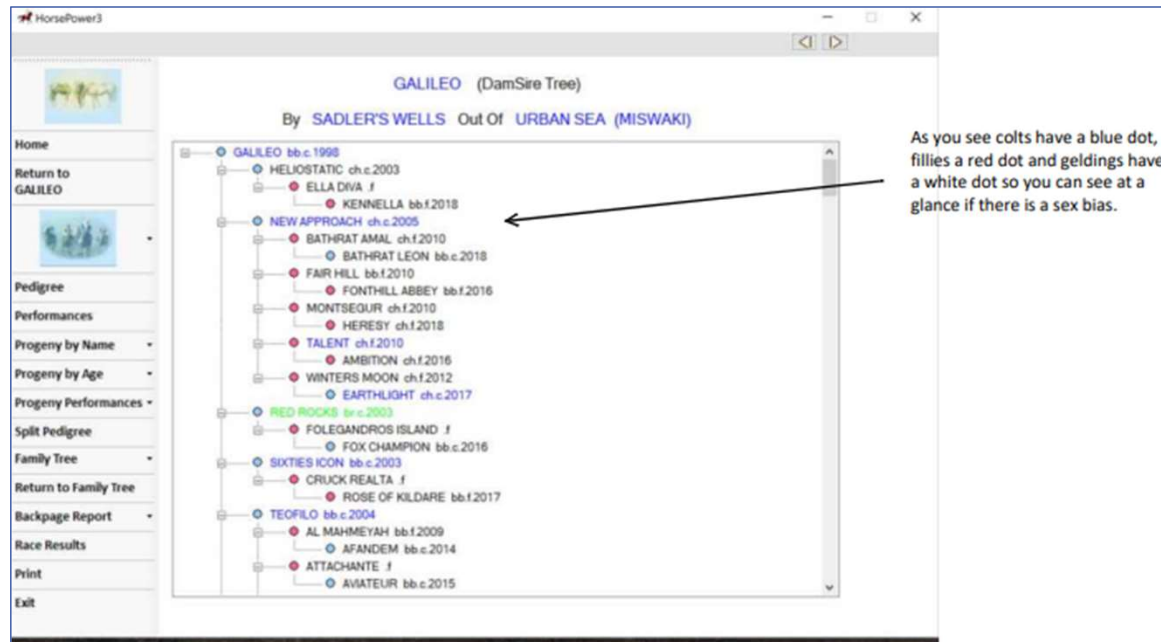 HorsePower3
GALILEO (DamSire Tree)
By SADLER'S WELLS Out Of URBAN SEA (MISWAKI)
Home
Return to
GALILEO
Pedigree
Performances
Progeny by Name
Progeny by Age
Progeny Performances
Split Pedigree
Family Tree
Return to Family Tree
Backpage Report
Race Results
Print
Exit
GALILEO bb.c.1998
HELIOSTATIC ch.c.2003
ELLA DIVA .f
KENNELLA bb.f.2018
NEW APPROACH ch.c.2005
BATHRAT AMAL ch.f.2010
BATHRAT LEON bb.c.2018
FAIR HILL bb.f.2010
FONTHILL ABBEY bb.f.2016
MONTSEGUR ch.f.2010
HERESY ch.f.2018
TALENT ch.f.2010
AMBITION ch.f.2016
WINTERS MOON ch.f.2012
EARTHLIGHT ch.c.2017
RED ROCKS br.c.2003
FOLEGANDROS ISLAND .f
FOX CHAMPION bb.c.2016
SIXTIES ICON bb.c.2003
CRUCK REALTA .f
ROSE OF KILDARE bb.f.2017
TEOFILO bb.c.2004
AL MAHMEYAH bb.f.2009
AFANDEM bb.c.2014
ATTACHANTE .f
AVIATEUR bb.c.2015
As you see colts have a blue dot,
fillies a red dot and geldings have
a white dot so you can see at a
glance if there is a sex bias.